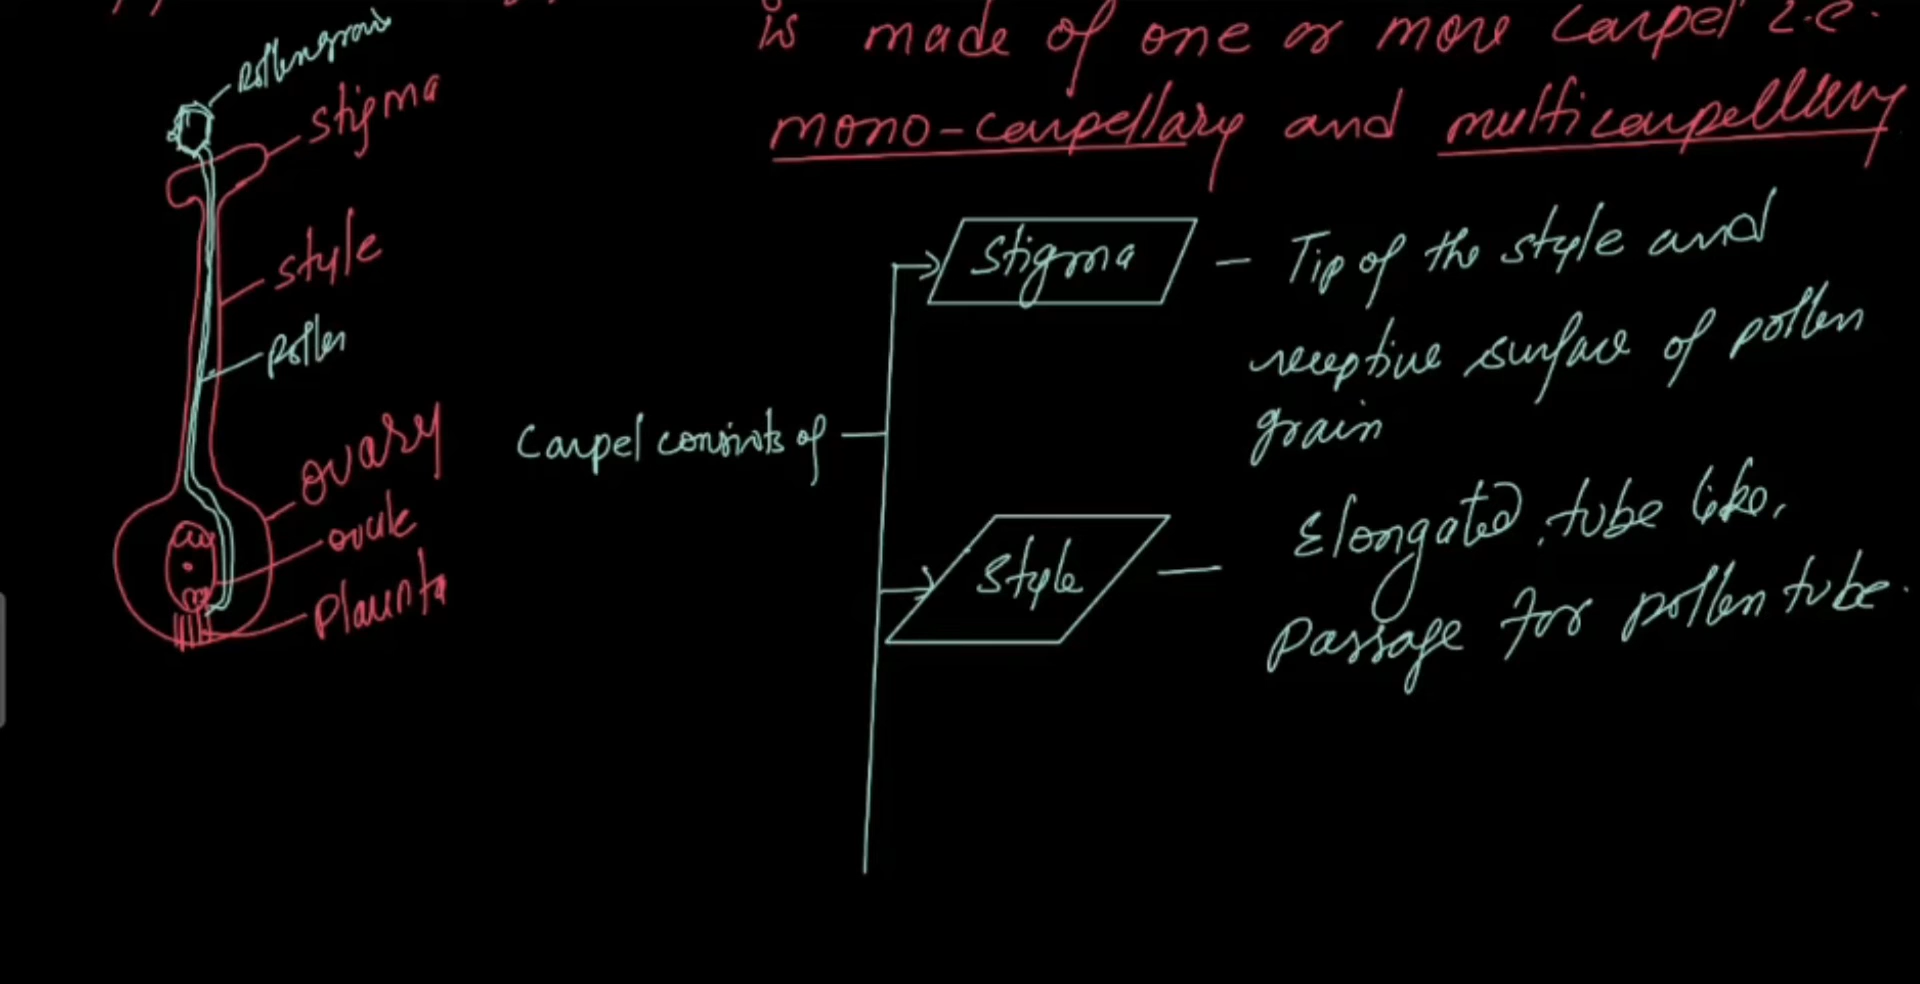 is made of one or more carpel i.e.
mono-carpellary and multicarpellary
Pollengrain
stigma
style
pollen
ovary
ovule
Placenta
Carpel consists of
Stigma - Tip of the style and
receptive surface of pollen
grain
Style - Elongated tube like,
Passage for pollen tube.